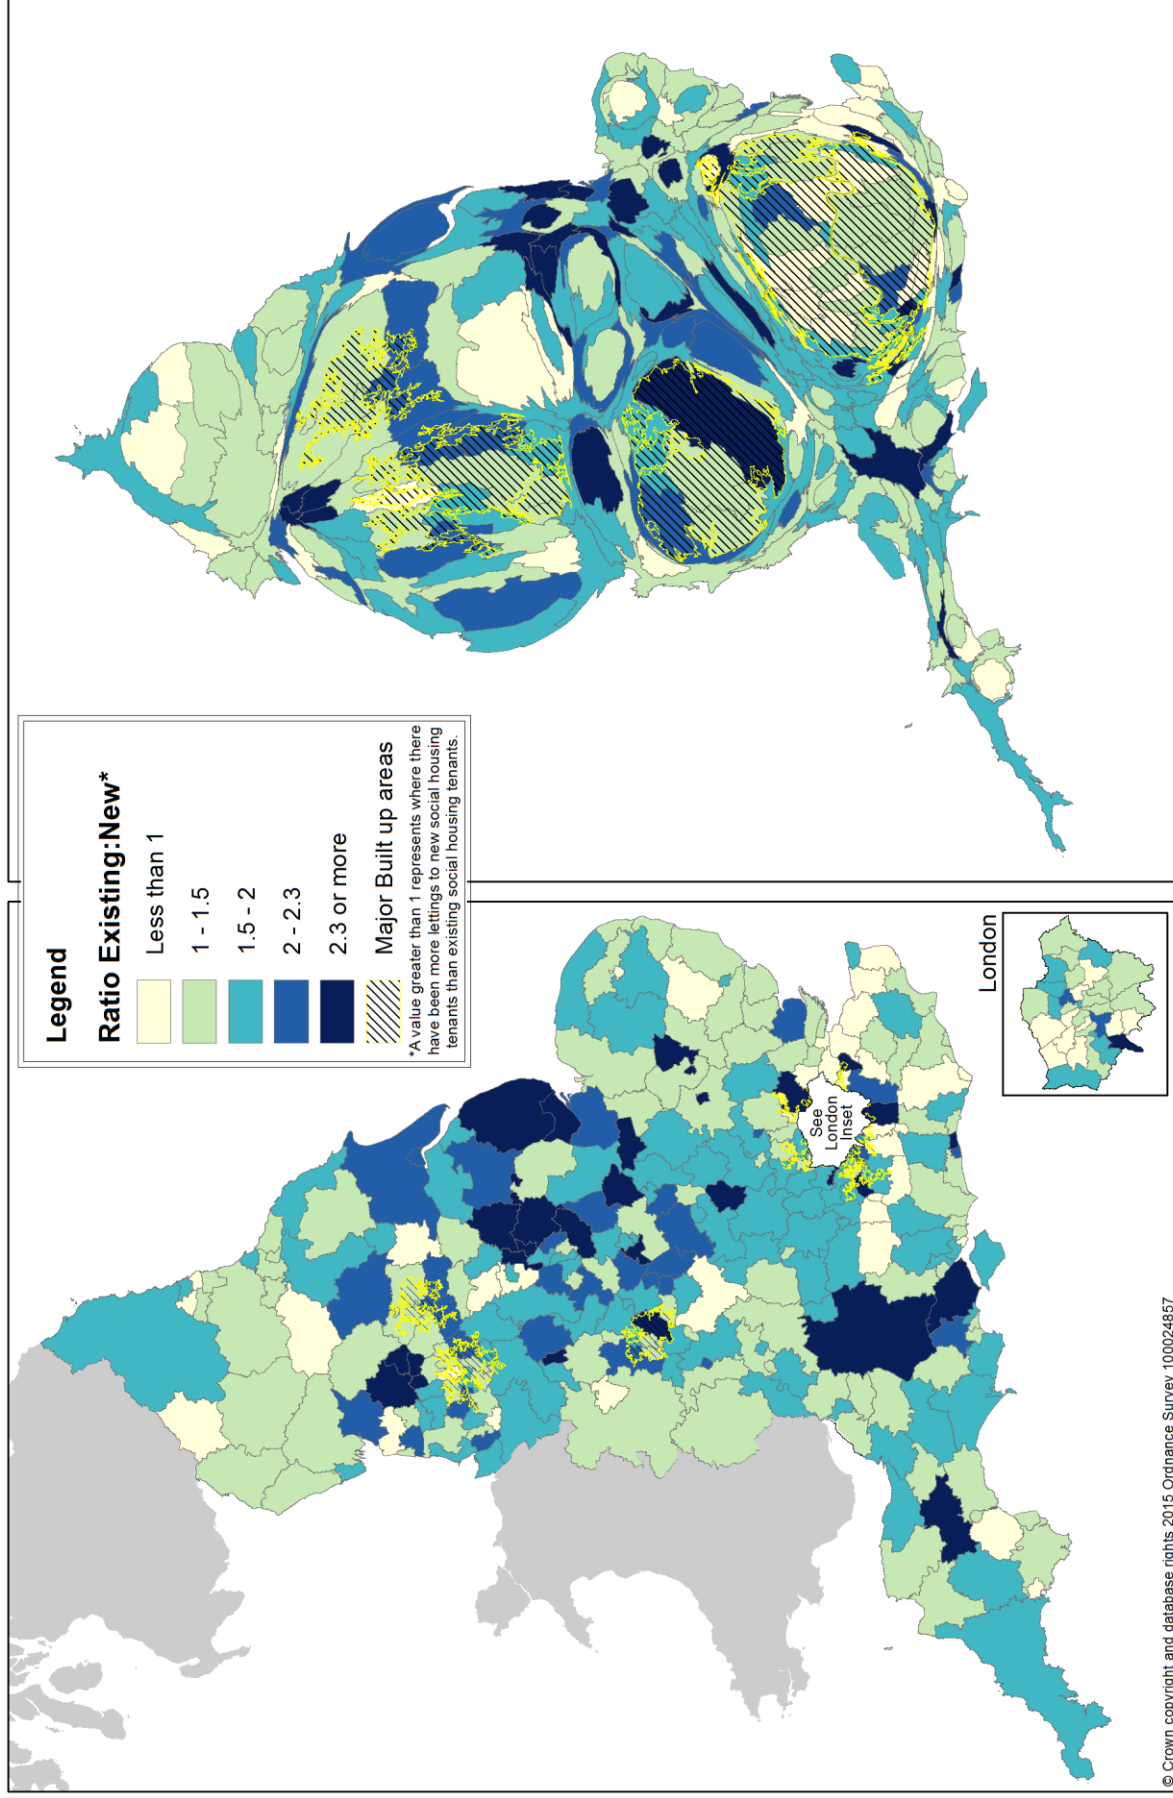 Legend
Ratio Existing:New*
Less than 1
1 - 1.5
1.5 - 2
2 - 2.3
2.3 or more
Major Built up areas
*A value greater than 1 represents where there
have been more lettings to new social housing
tenants than existing social housing tenants.
See
London
Inset
London
© Crown copyright and database rights 2015 Ordnance Survey 100024857